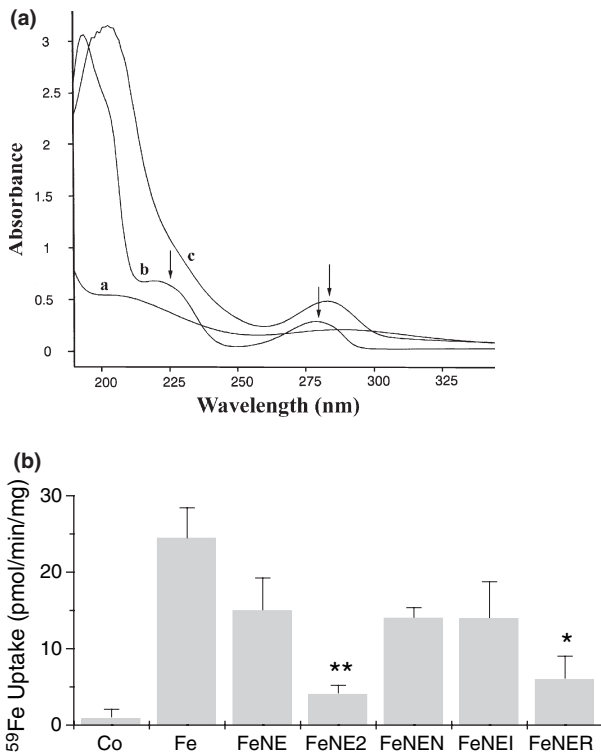 (a)
3
2.5
2
1.5
1
0.5
0
Absorbance
a
b
c
200 225 250 275 300 325
Wavelength (nm)
(b)
30
20
10
0
⁵⁹Fe Uptake (pmol/min/mg)
**
*
Co Fe FeNE FeNE2 FeNEN FeNEI FeNER